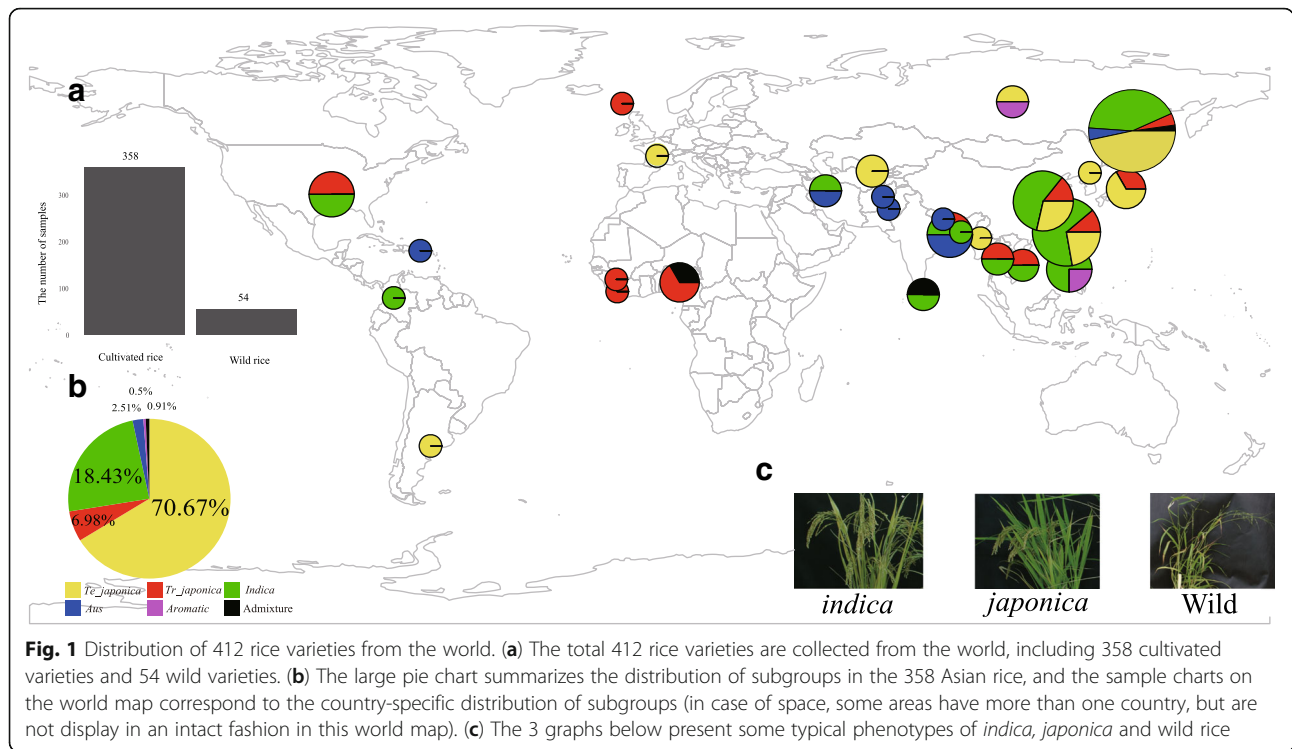 a
358
300
200
100
0
The number of samples
54
Cultivated rice
Wild rice
b
0.5%
2.51%
0.91%
18.43%
6.98%
70.67%
Te_japonica
Tr_japonica
Indica
Aus
Aromatic
Admixture
c
indica
japonica
Wild
Fig. 1 Distribution of 412 rice varieties from the world. (a) The total 412 rice varieties are collected from the world, including 358 cultivated
varieties and 54 wild varieties. (b) The large pie chart summarizes the distribution of subgroups in the 358 Asian rice, and the sample charts on
the world map correspond to the country-specific distribution of subgroups (in case of space, some areas have more than one country, but are
not display in an intact fashion in this world map). (c) The 3 graphs below present some typical phenotypes of indica, japonica and wild rice